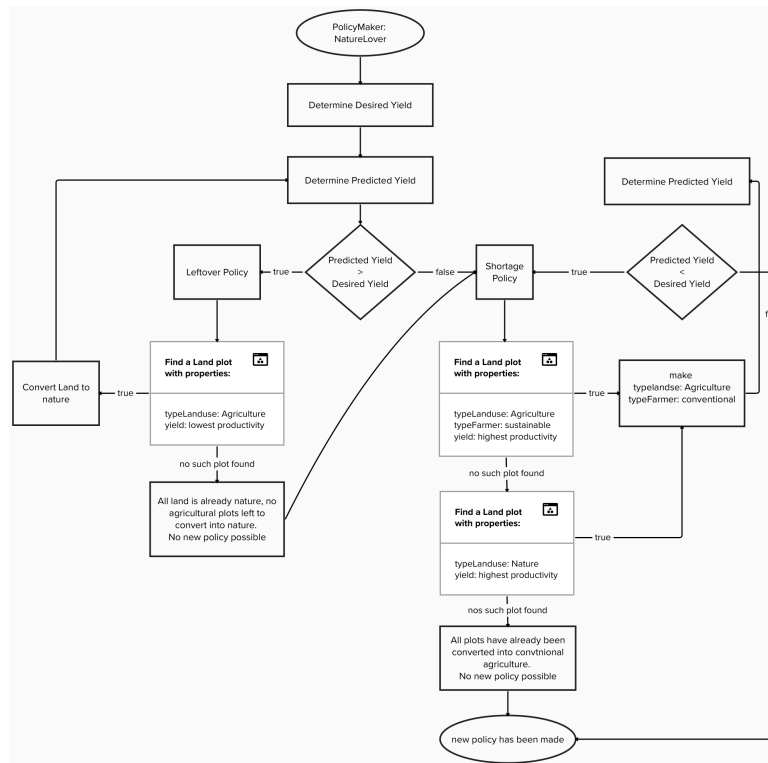 PolicyMaker:
NatureLover
Determine Desired Yield
Determine Predicted Yield
Determine Predicted Yield
Predicted Yield
>
Desired Yield
true
false
Leftover Policy
Shortage
Policy
true
Predicted Yield
<
Desired Yield
f
Find a Land plot
with properties:
typeLanduse: Agriculture
yield: lowest productivity
true
Convert Land to
nature
no such plot found
All land is already nature, no
agricultural plots left to
convert into nature.
No new policy possible
Find a Land plot
with properties:
typeLanduse: Agriculture
typeFarmer: sustainable
yield: highest productivity
true
make
typelandse: Agriculture
typeFarmer: conventional
no such plot found
Find a Land plot
with properties:
typeLanduse: Nature
yield: highest productivity
true
nos such plot found
All plots have already been
converted into convtnional
agriculture.
No new policy possible
new policy has been made